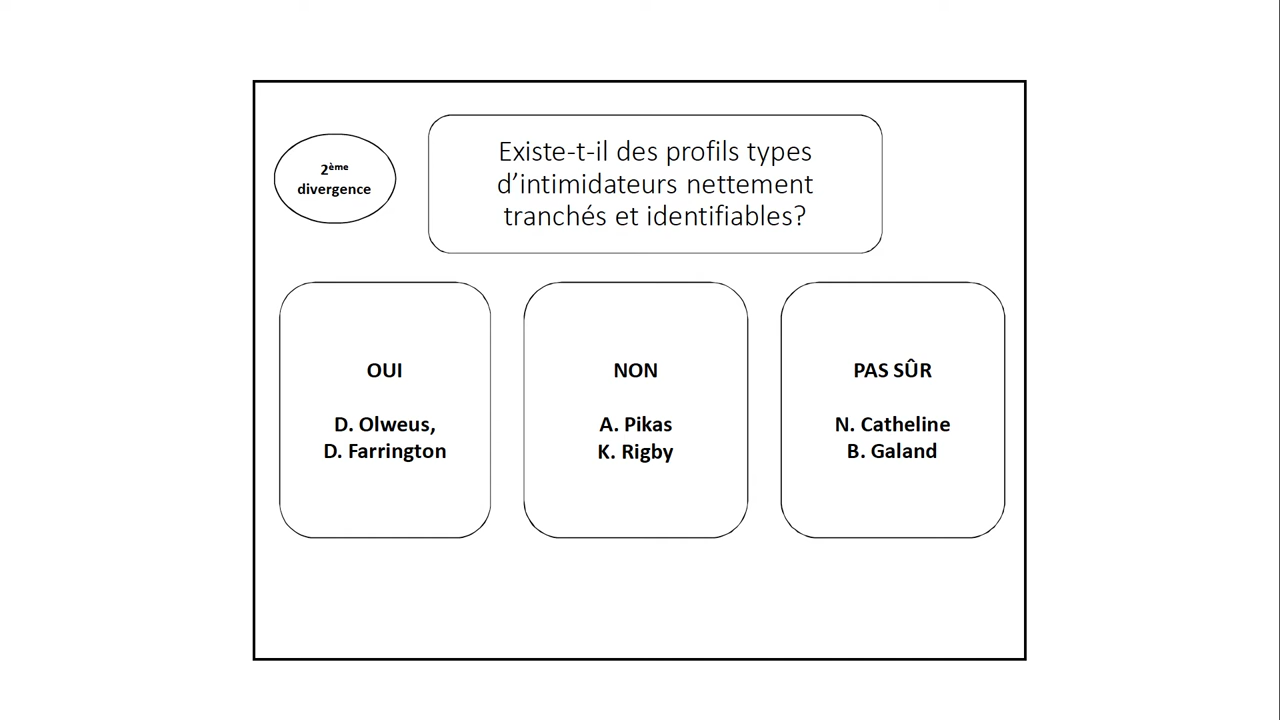 2ème
divergence
Existe-t-il des profils types
d’intimidateurs nettement
tranchés et identifiables?
OUI
D. Olweus,
D. Farrington
NON
A. Pikas
K. Rigby
PAS SÛR
N. Catheline
B. Galand